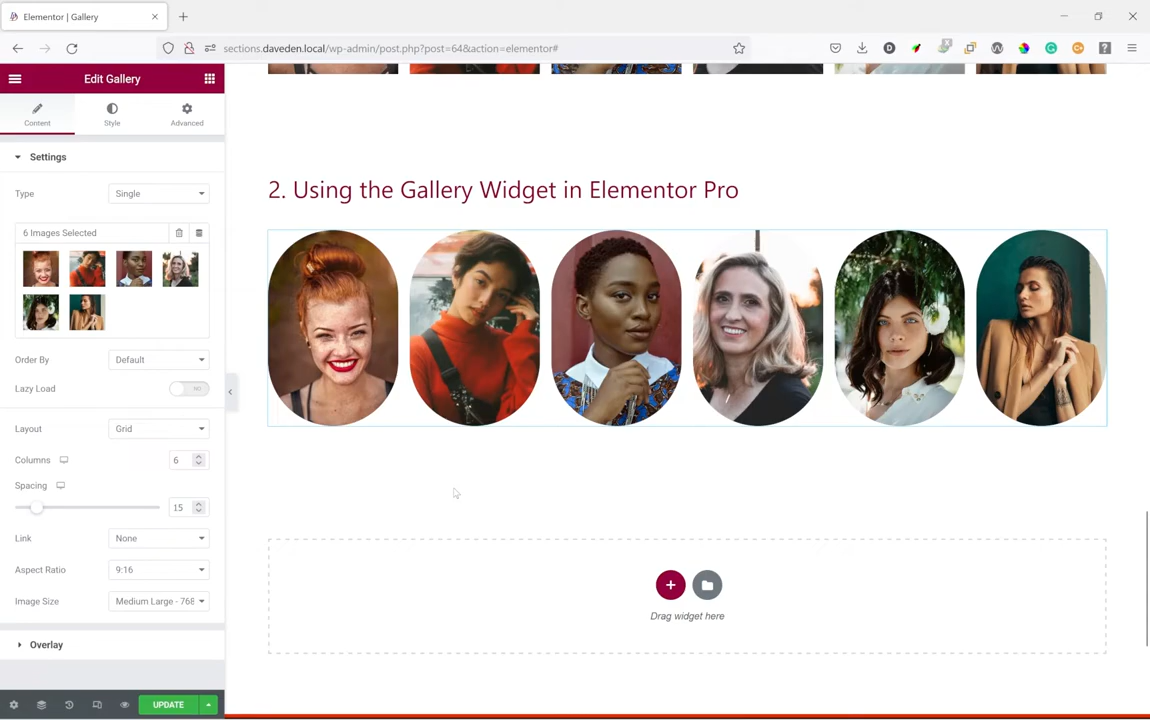 Elementor | Gallery
sections.daveden.local/wp-admin/post.php?post=64&action=elementor#
Edit Gallery
Content
Style
Advanced
Settings
Type
Single
6 Images Selected
Order By
Default
Lazy Load
NO
Layout
Grid
Columns
6
Spacing
15
Link
None
Aspect Ratio
9:16
Image Size
Medium Large - 768
Overlay
UPDATE
2. Using the Gallery Widget in Elementor Pro
Drag widget here